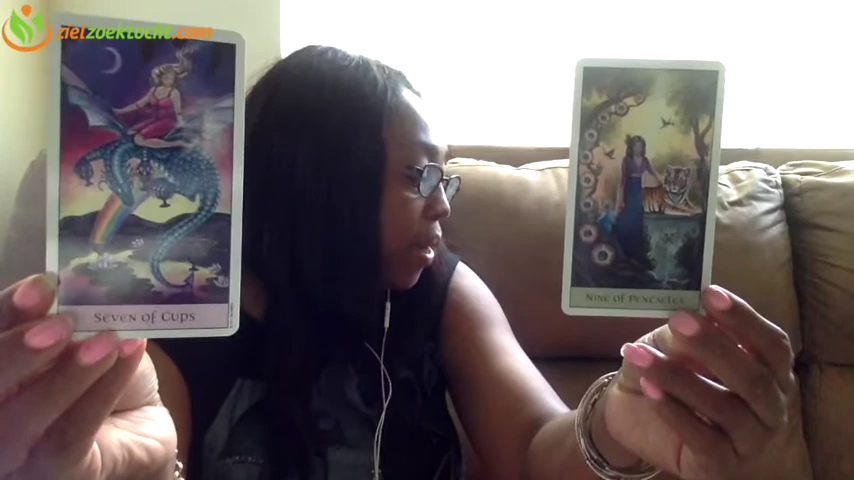 zielzoektocht.com
Seven of Cups
Nine of Pentacles